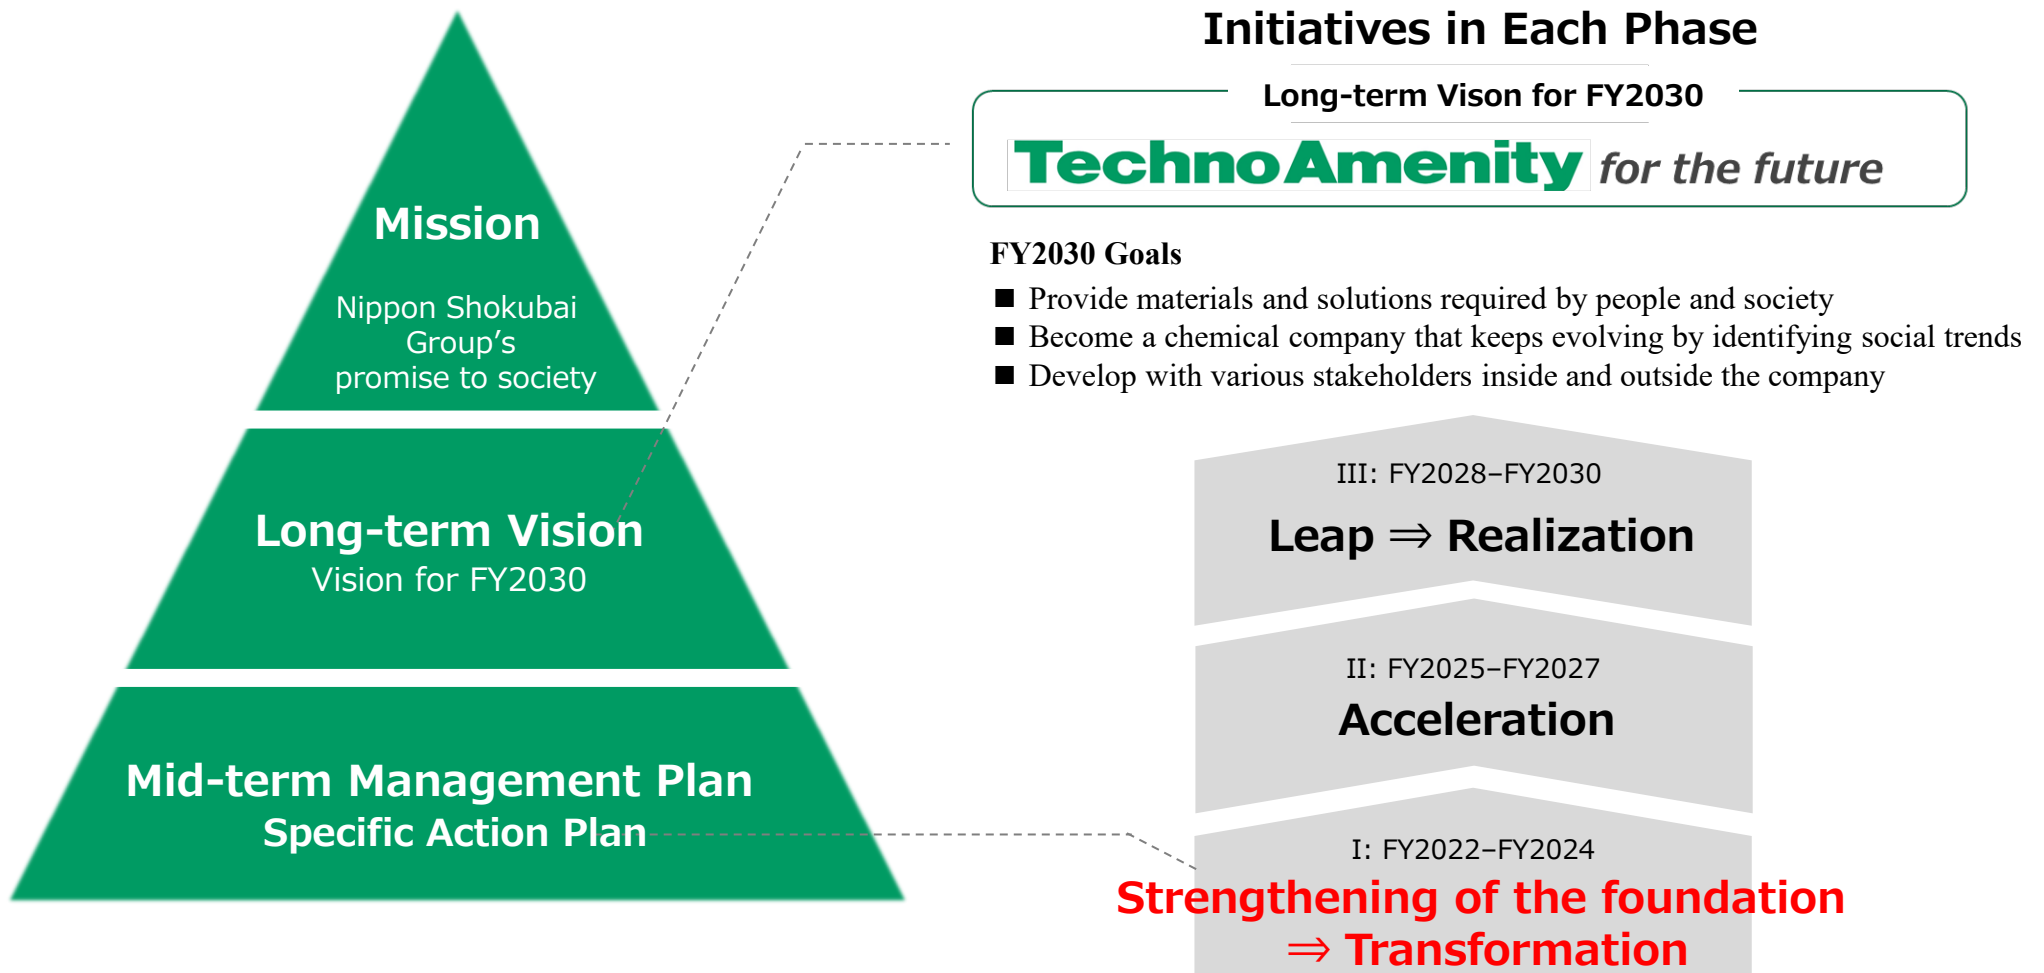 Mission
Nippon Shokubai
Group’s
promise to society
Long-term Vision
Vision for FY2030
Mid-term Management Plan
Specific Action Plan
Initiatives in Each Phase
Long-term Vison for FY2030
TechnoAmenity for the future
FY2030 Goals
■ Provide materials and solutions required by people and society
■ Become a chemical company that keeps evolving by identifying social trends
■ Develop with various stakeholders inside and outside the company
III: FY2028–FY2030
Leap ⇒ Realization
II: FY2025–FY2027
Acceleration
I: FY2022–FY2024
Strengthening of the foundation
⇒ Transformation